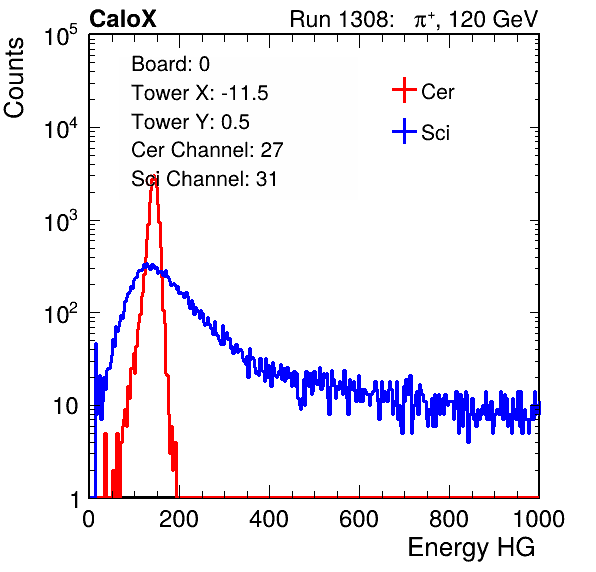 CaloX Run 1308: π⁺, 120 GeV
Counts
10⁵
10⁴
10³
10²
10
1
Board: 0
Tower X: -11.5
Tower Y: 0.5
Cer Channel: 27
Sci Channel: 31
Cer
Sci
0 200 400 600 800 1000
Energy HG